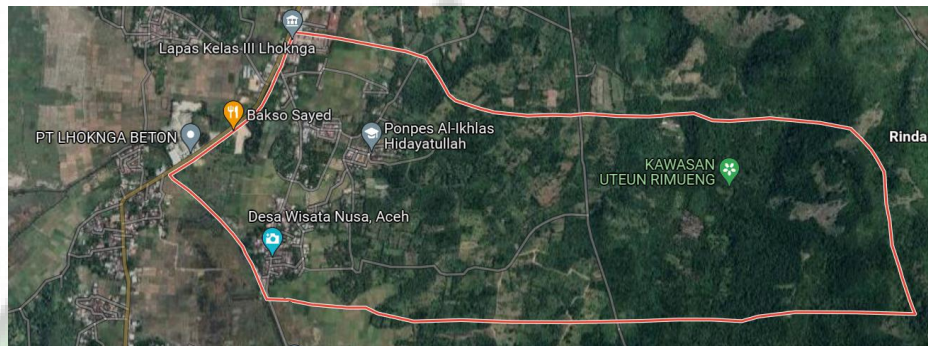 Lapas Kelas III Lhoknga
Bakso Sayed
PT LHOKNGA BETON
Ponpes Al-Ikhlas
Hidayatullah
Rinda
KAWASAN
UTEUN RIMUENG
Desa Wisata Nusa, Aceh